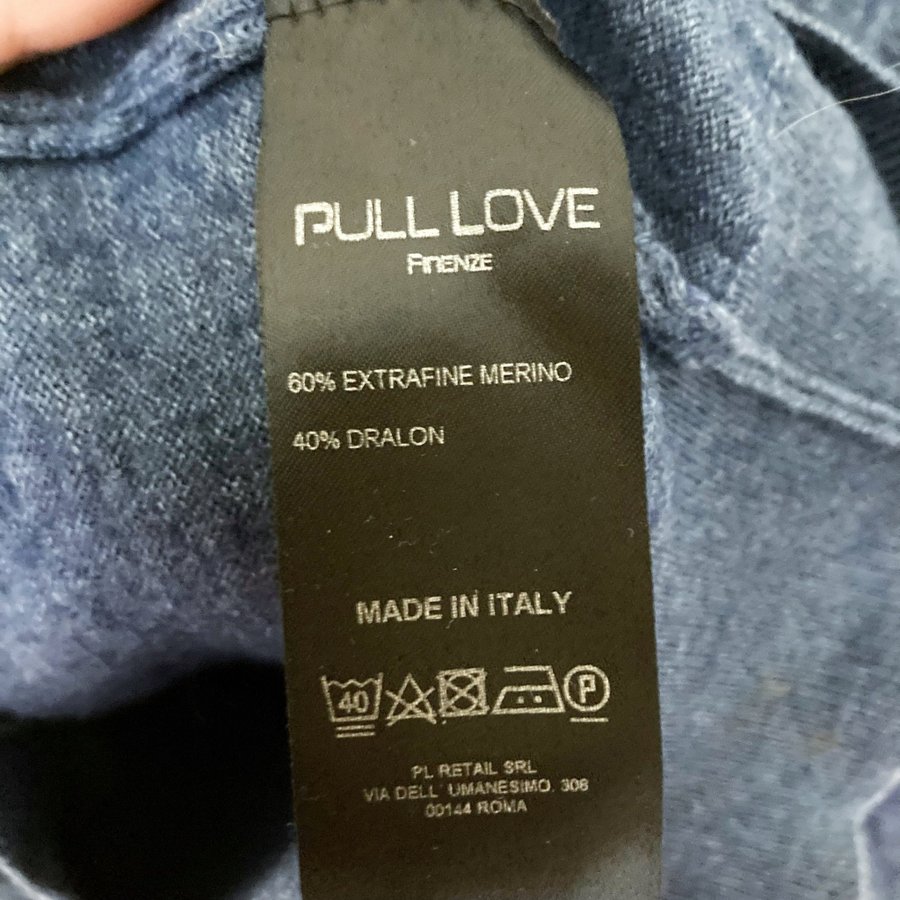 PULL LOVE
FIRENZE
60% EXTRAFINE MERINO
40% DRALON
MADE IN ITALY
40 P
PL RETAIL SRL
VIA DELL' UMANESIMO, 308
00144 ROMA